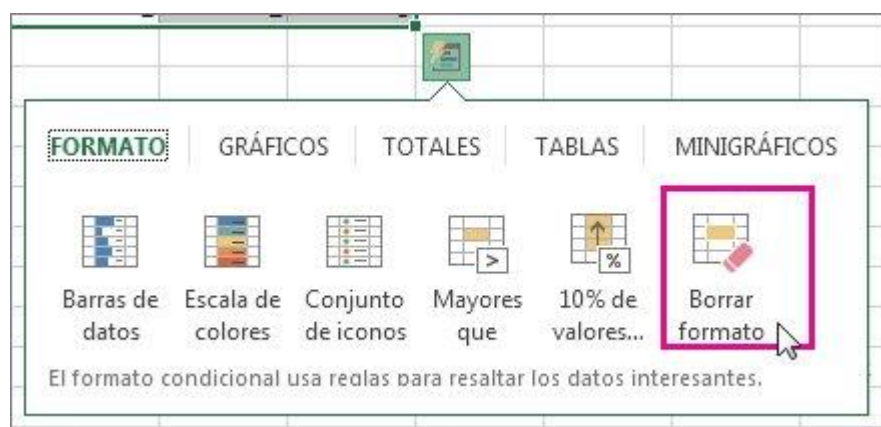 FORMATO GRÁFICOS TOTALES TABLAS MINIGRÁFICOS
Barras de datos
Escala de colores
Conjunto de iconos
> Mayores que
% 10% de valores...
Borrar formato
El formato condicional usa reglas para resaltar los datos interesantes.